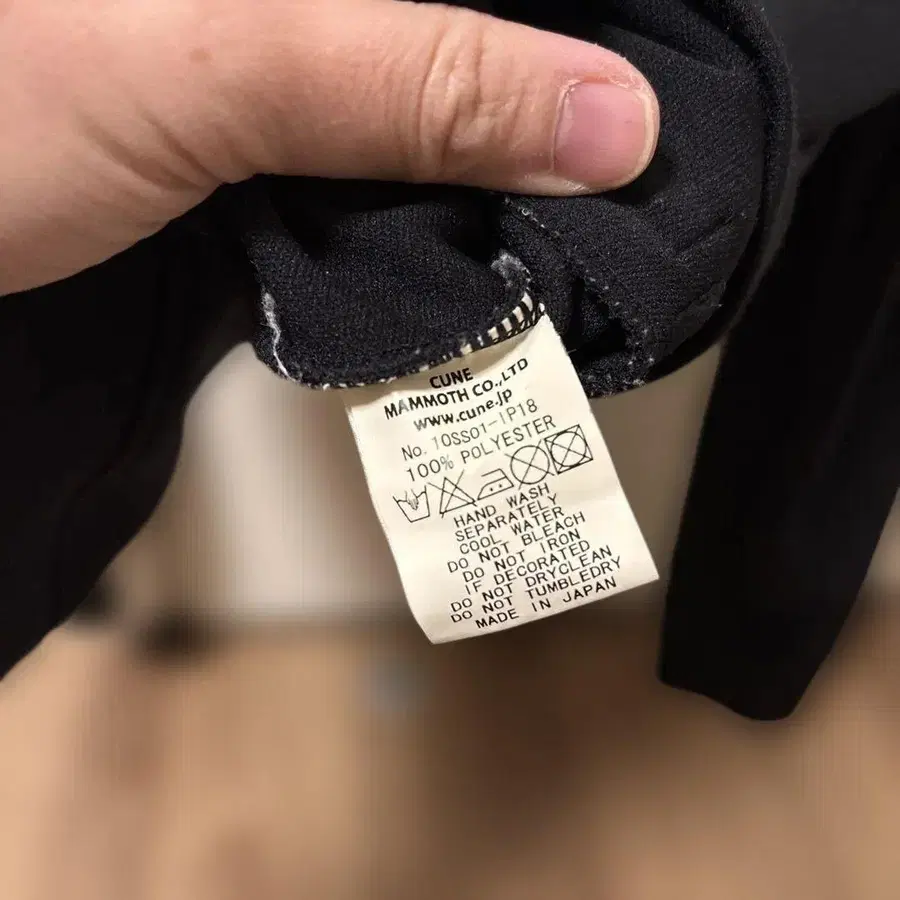 CUNE
MAMMOTH CO.,LTD
www.cune.jp
No. 10SS01-IP18
100% POLYESTER
HAND WASH
SEPARATELY
COOL WATER
DO NOT BLEACH
DO NOT IRON
IF DECORATED
DO NOT DRYCLEAN
DO NOT TUMBLEDRY
MADE IN JAPAN